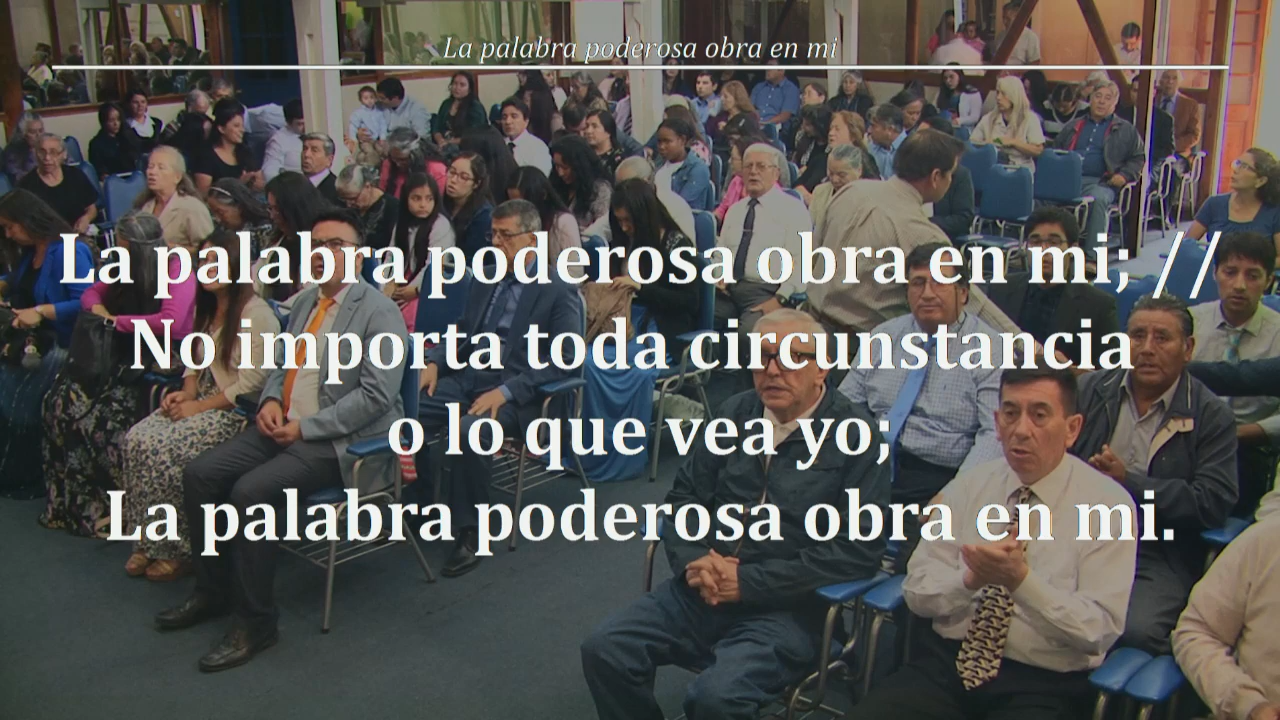 La palabra poderosa obra en mi
La palabra poderosa obra en mi; //
No importa toda circunstancia
o lo que vea yo;
La palabra poderosa obra en mi.